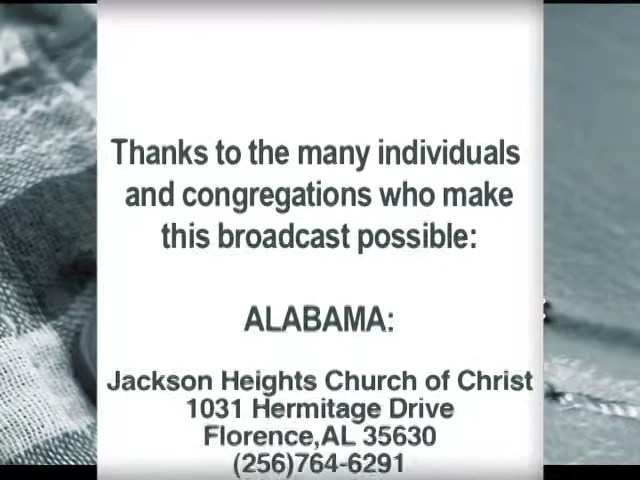 Thanks to the many individuals
and congregations who make
this broadcast possible:
ALABAMA:
Jackson Heights Church of Christ
1031 Hermitage Drive
Florence,AL 35630
(256)764-6291